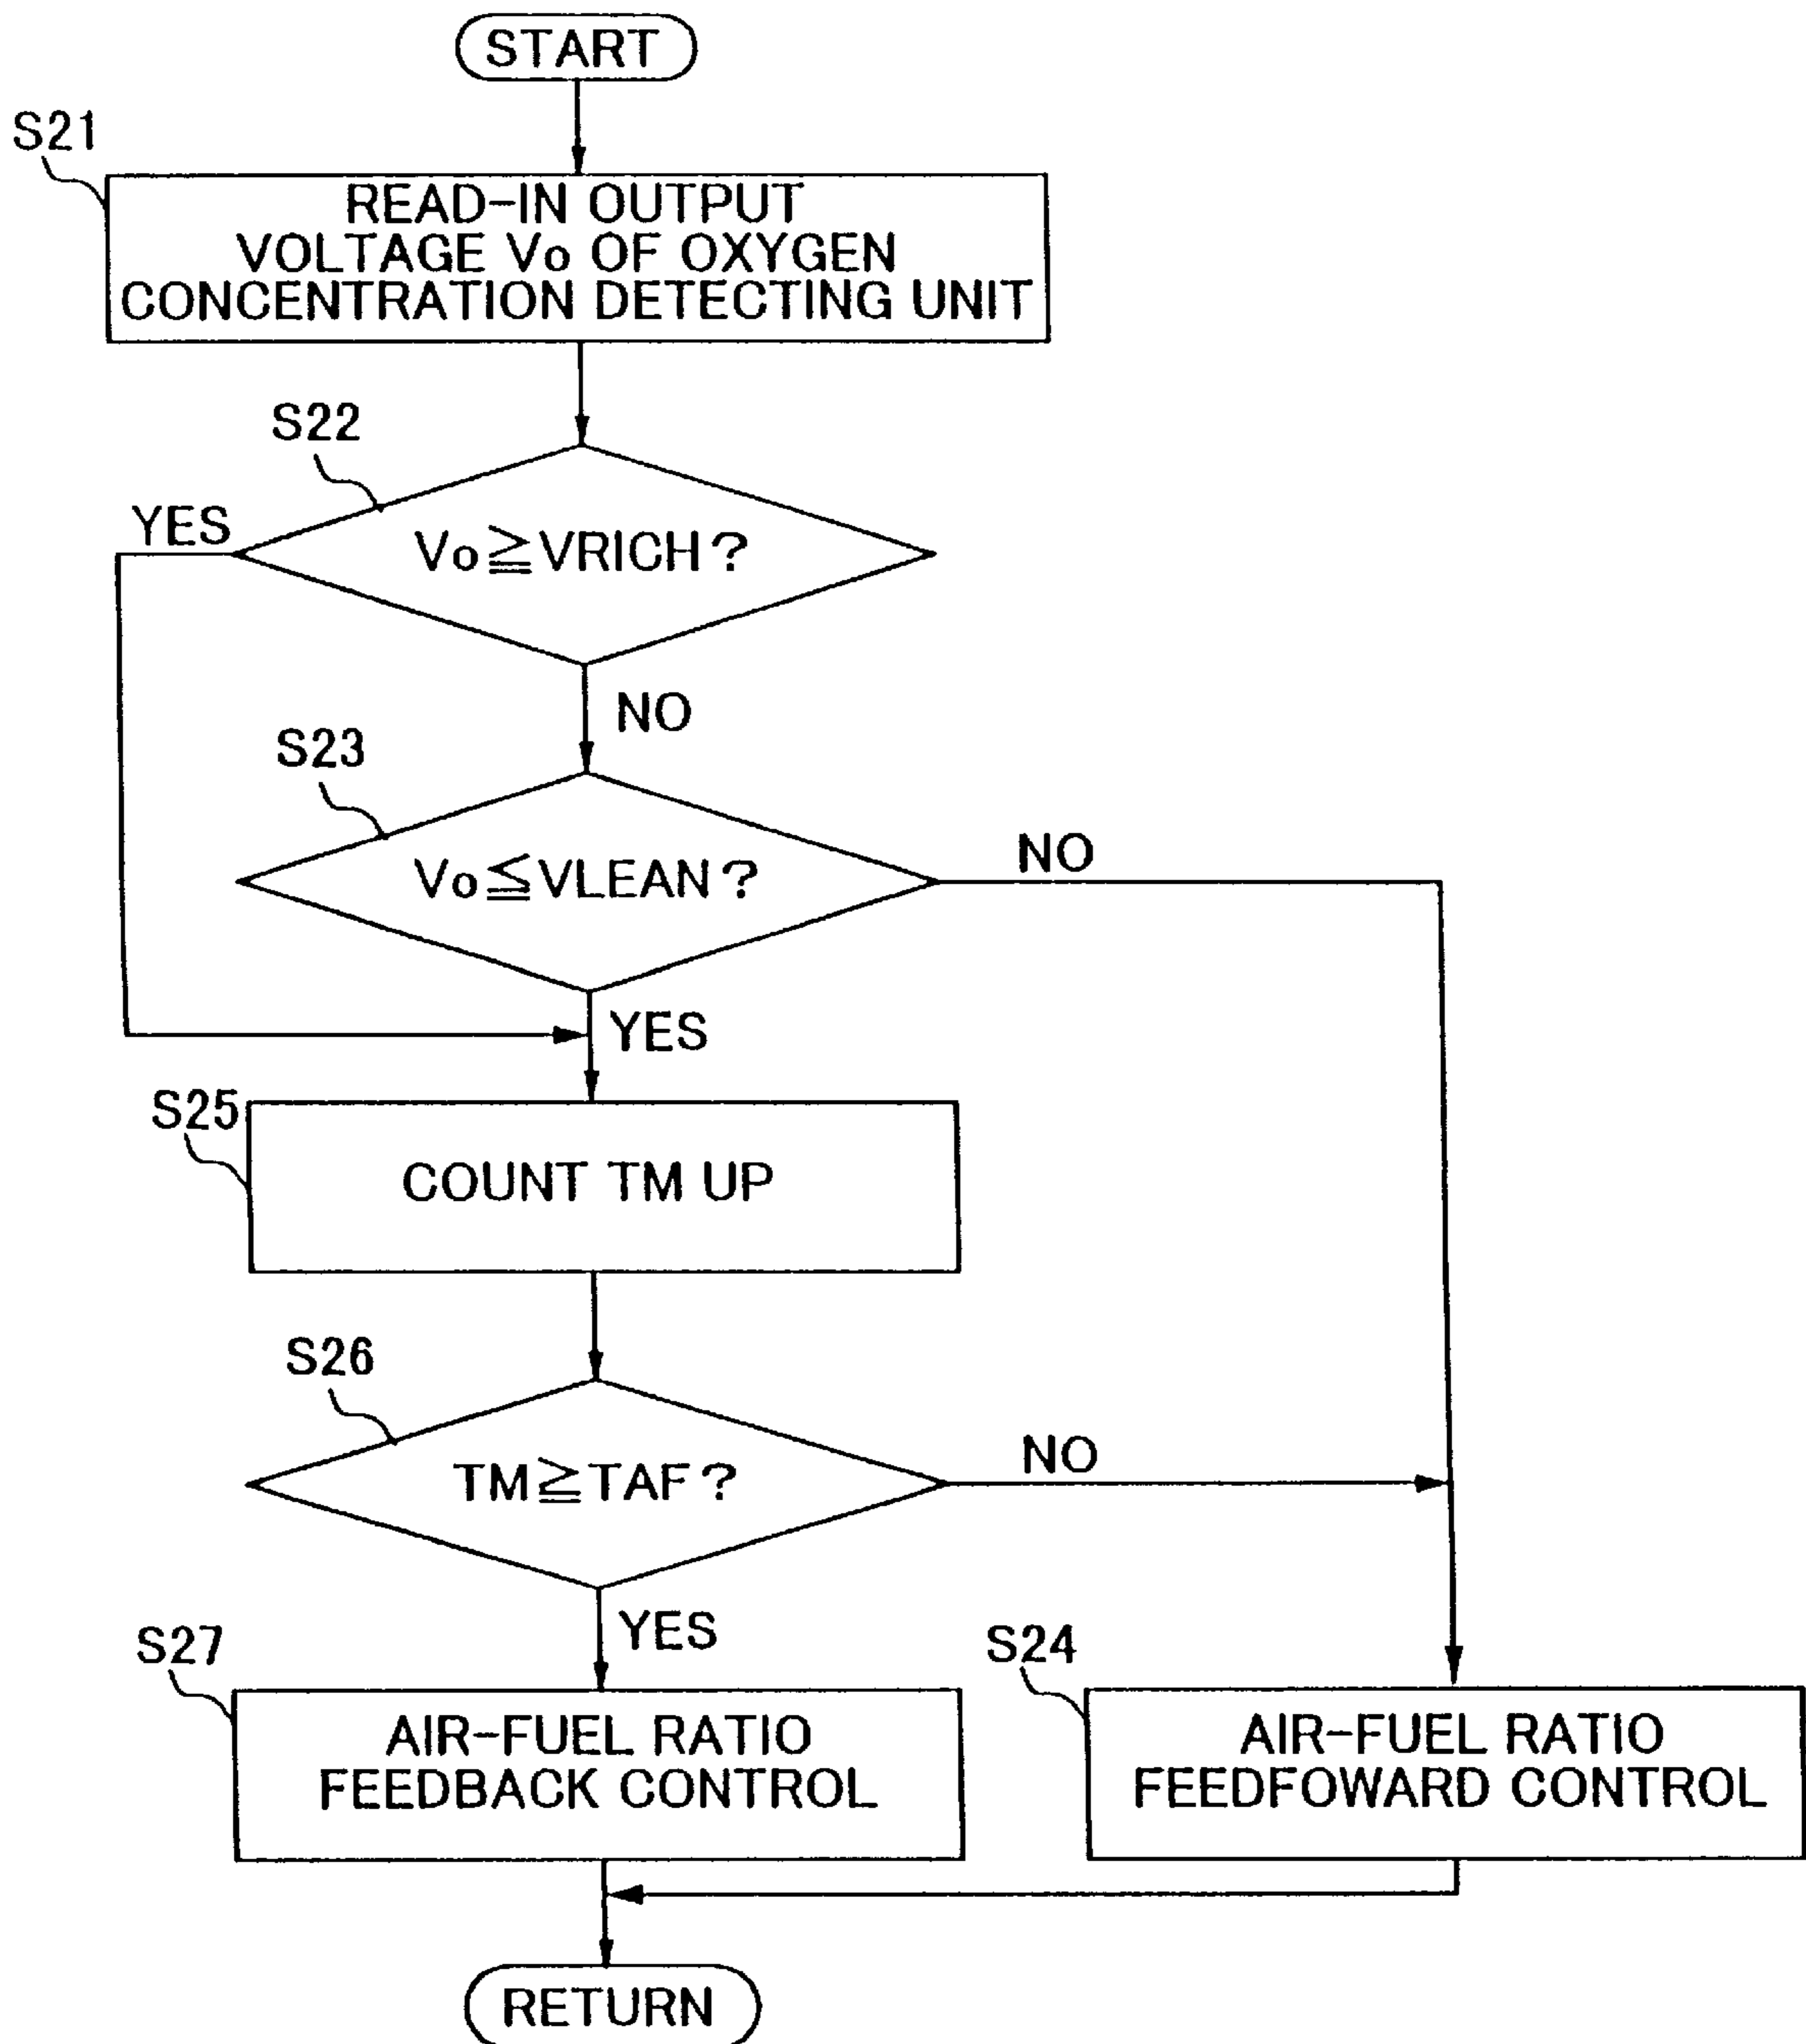 START
S21
READ-IN OUTPUT
VOLTAGE Vo OF OXYGEN
CONCENTRATION DETECTING UNIT
S22
YES
Vo≧VRICH?
NO
S23
Vo≦VLEAN?
NO
YES
S25
COUNT TM UP
S26
TM≧TAF?
NO
YES
S27
AIR-FUEL RATIO
FEEDBACK CONTROL
S24
AIR-FUEL RATIO
FEEDFOWARD CONTROL
RETURN